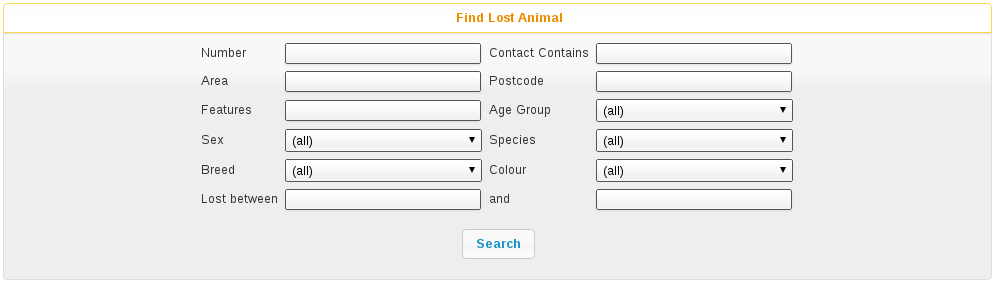 Find Lost Animal
Number Contact Contains
Area Postcode
Features Age Group (all)
Sex (all) Species (all)
Breed (all) Colour (all)
Lost between and
Search